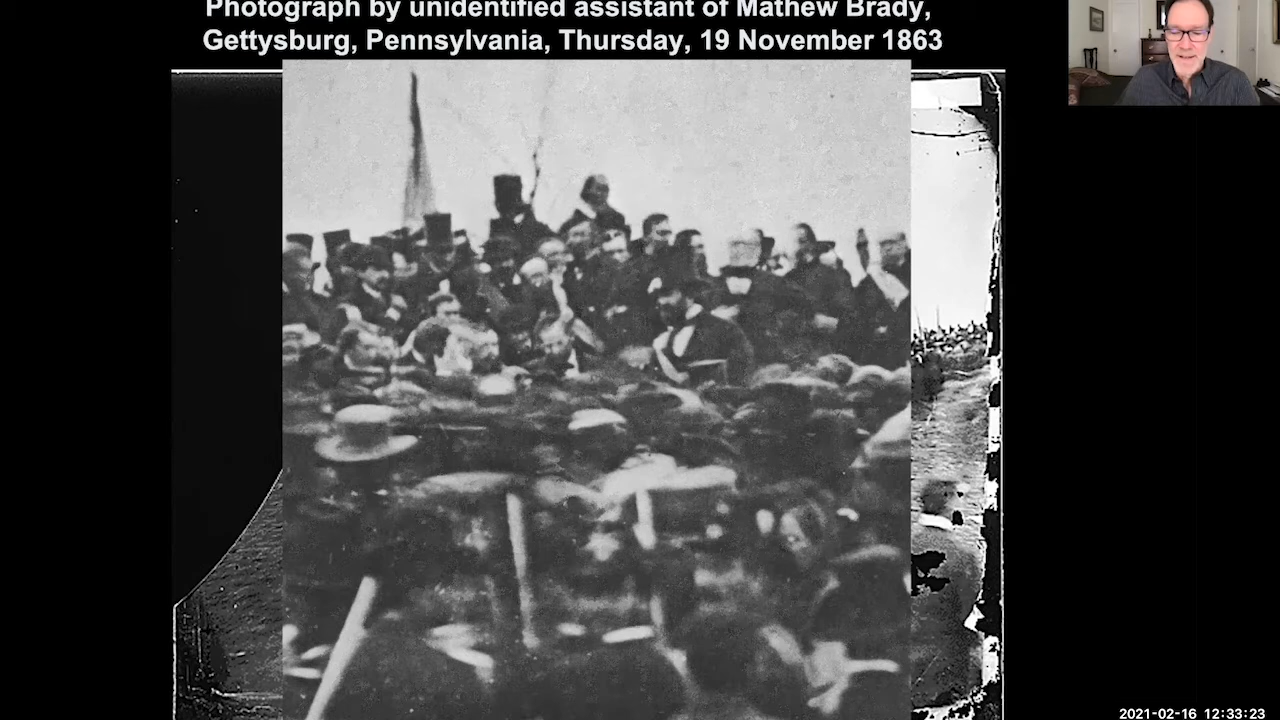 Photograph by unidentified assistant of Mathew Brady,
Gettysburg, Pennsylvania, Thursday, 19 November 1863
2021-02-16 12:33:23